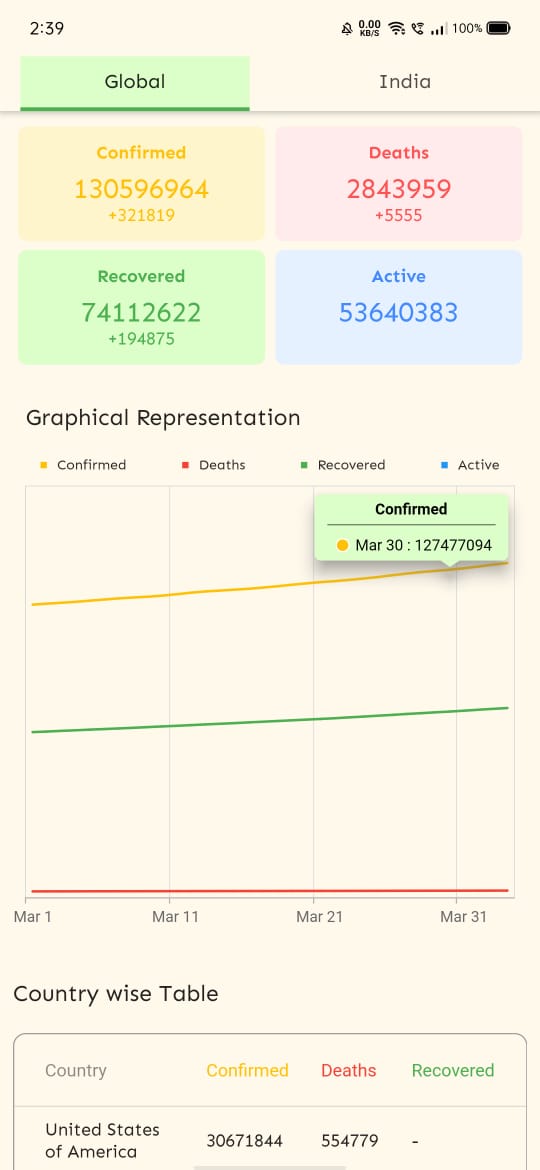 2:39 0.00 KB/S 100%
Global India
Confirmed Deaths
130596964 2843959
+321819 +5555
Recovered Active
74112622 53640383
+194875
Graphical Representation
Confirmed Deaths Recovered Active
Confirmed
Mar 30 : 127477094
Mar 1 Mar 11 Mar 21 Mar 31
Country wise Table
Country Confirmed Deaths Recovered
United States
of America 30671844 554779 -